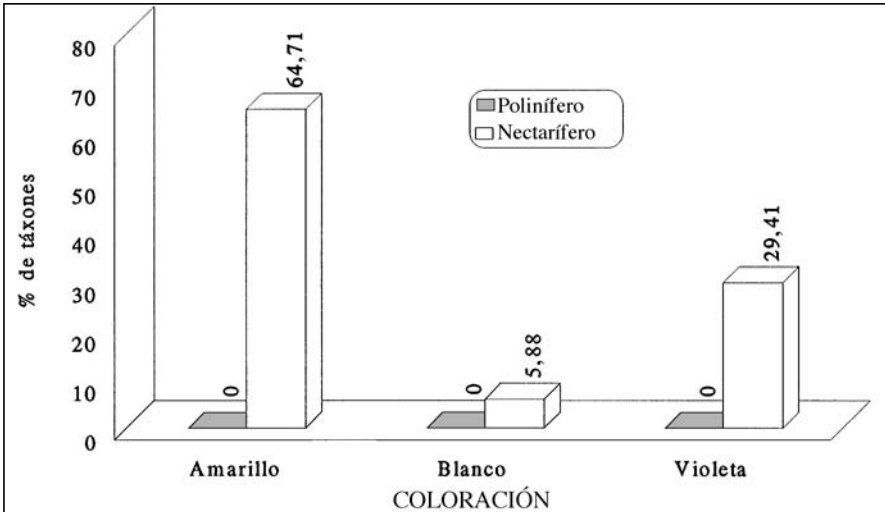 80
70
60
50
40
30
20
10
0
% de táxones
0
64,71
0
5,88
0
29,41
Polinífero
Nectarífero
Amarillo
Blanco
Violeta
COLORACIÓN